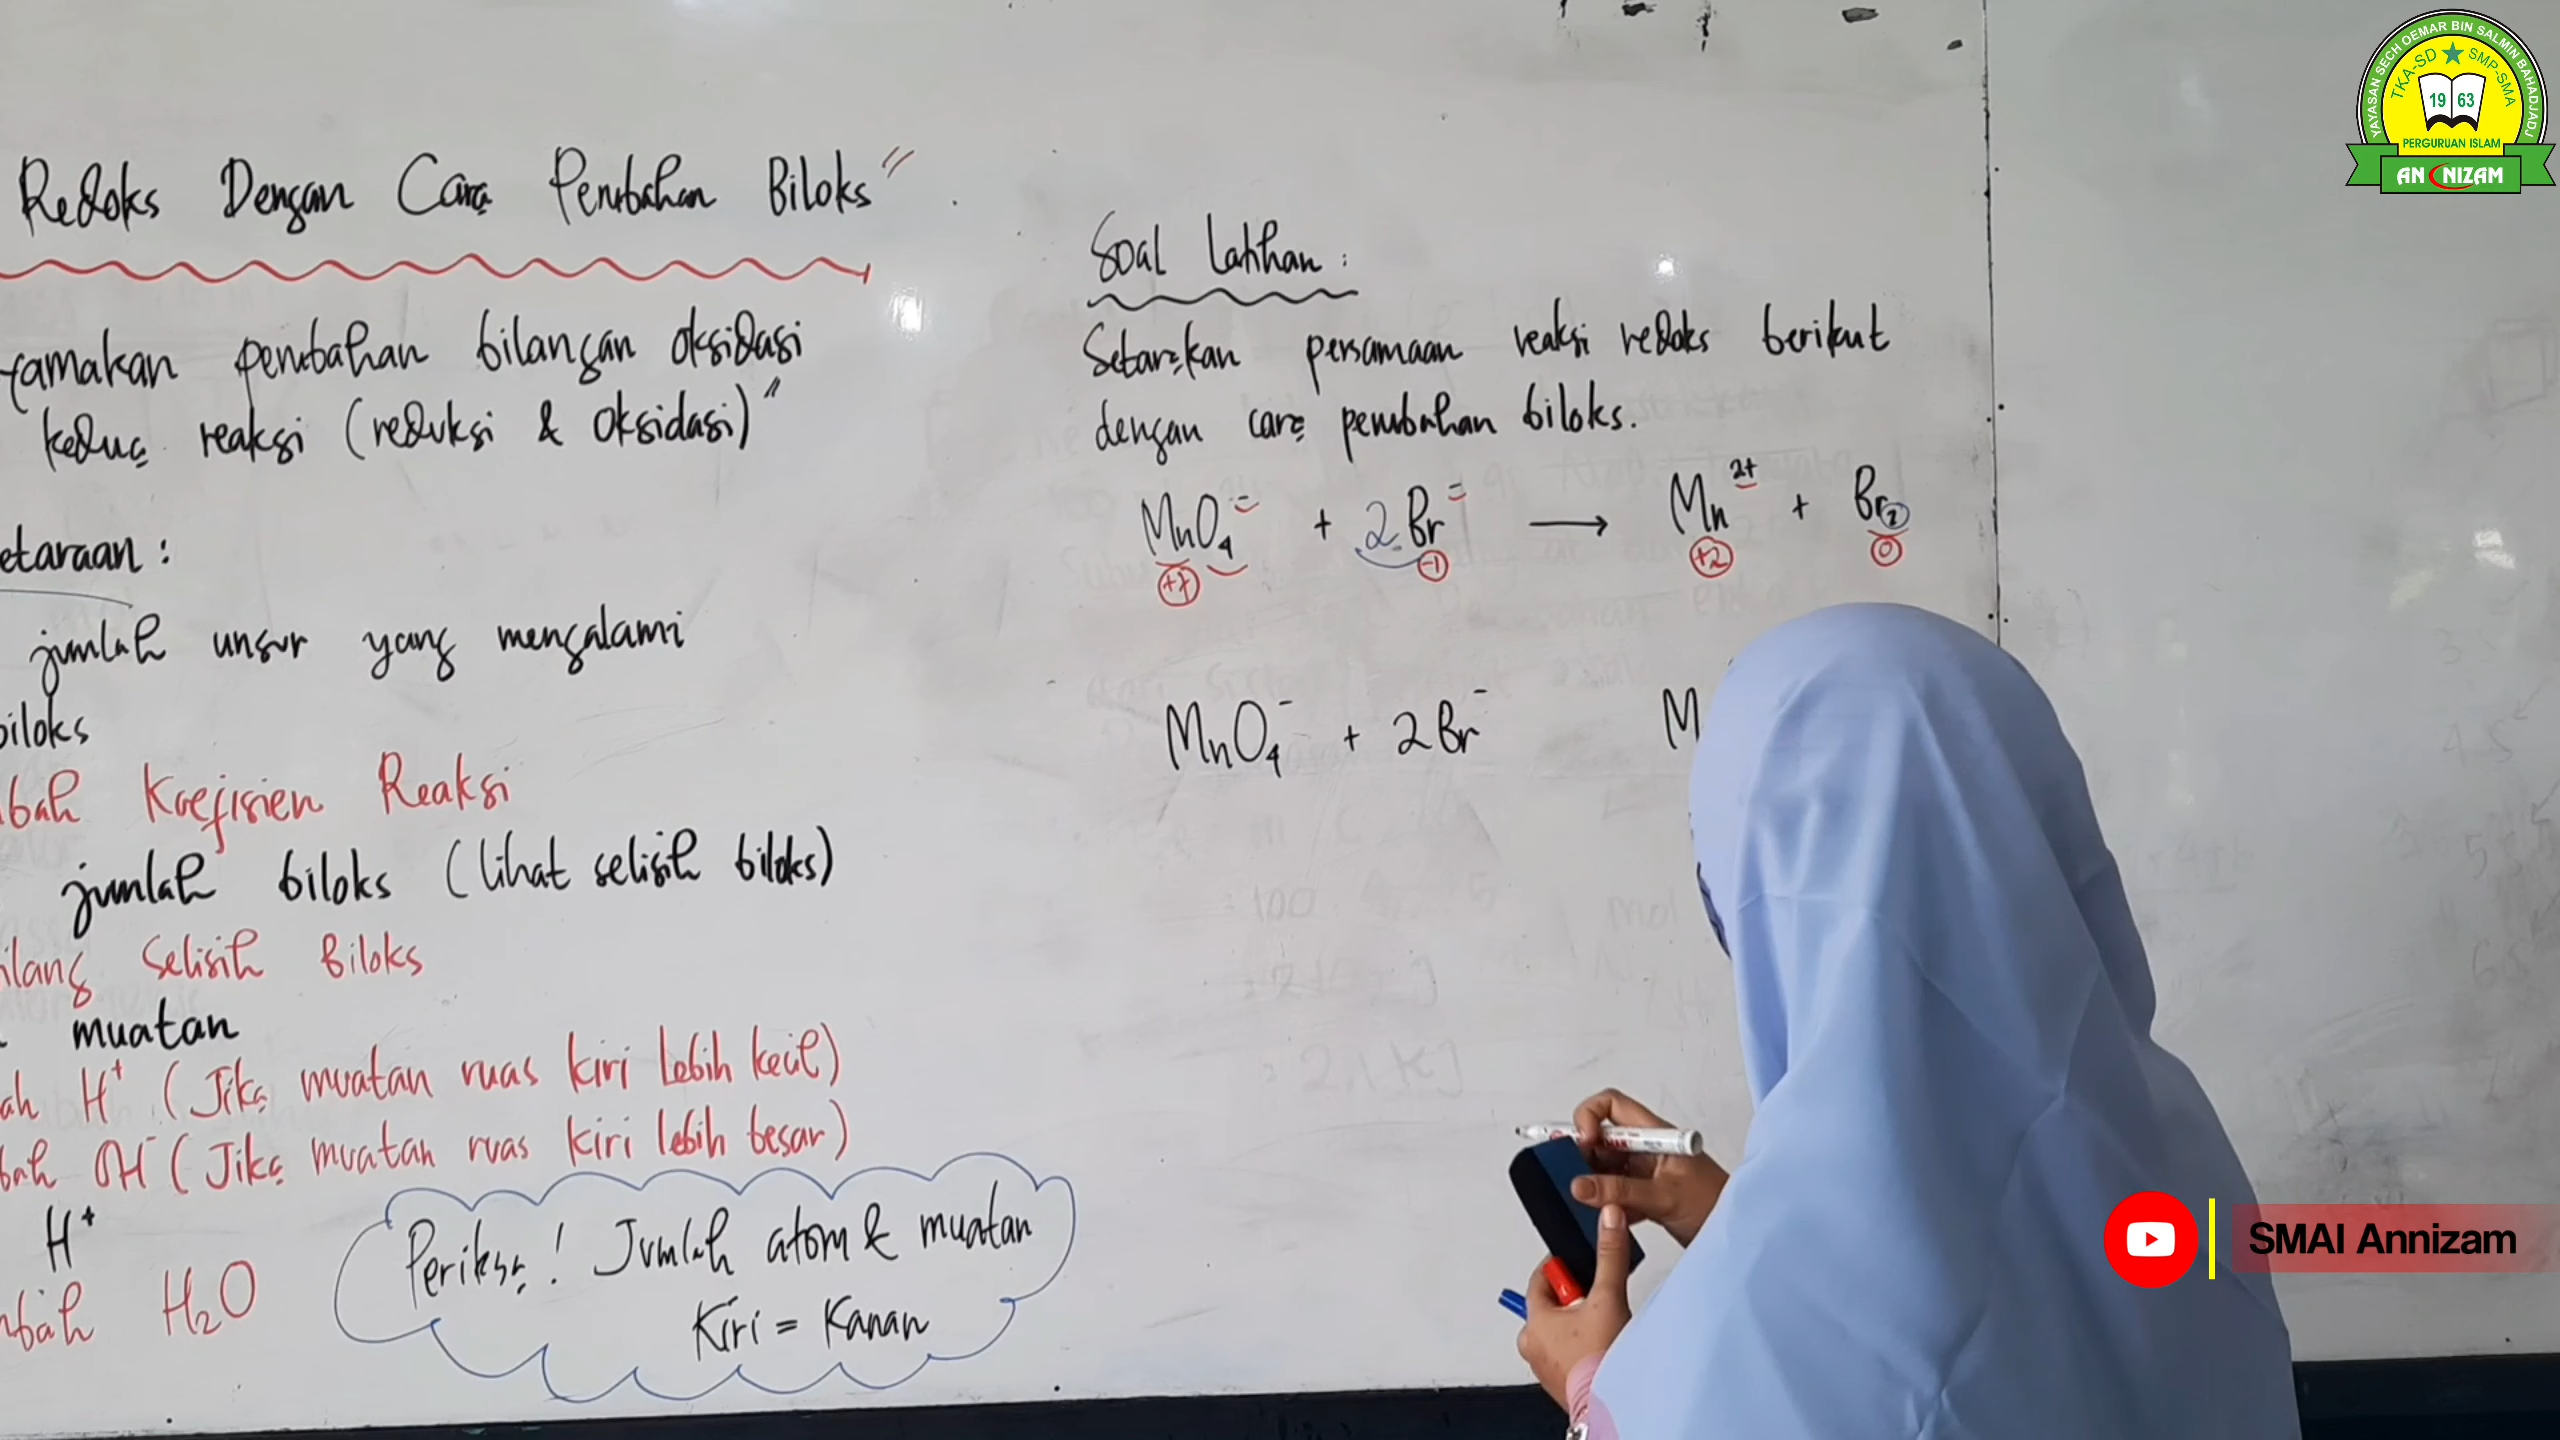 Redoks Dengan Cara Perubahan Biloks"
yamakan perubahan bilangan oksidasi
kedua reaksi (reduksi & oksidasi)"
etaraan :
jumlah unsur yang mengalami
biloks
bah Koefisien Reaksi
jumlah biloks (lihat selisih biloks)
ilang Selisih Biloks
muatan
ah H⁺ (Jika muatan ruas kiri lebih kecil)
bah OH⁻ (Jika muatan ruas kiri lebih besar)
H⁺
mbah H₂O
Periksa! Jumlah atom & muatan
Kiri = Kanan
Soal Latihan :
Setarakan persamaan reaksi redoks berikut
dengan cara perubahan biloks.
MnO₄⁻ + 2Br⁻ → Mn²⁺ + Br₂
+7 -1 +2 0
MnO₄⁻ + 2Br⁻ M
YAYASAN SECH OEMAR BIN SALMIN BAHADJADJ
TKA-SD SMP-SMA
19 63
PERGURUAN ISLAM
AN NIZAM
SMAI Annizam